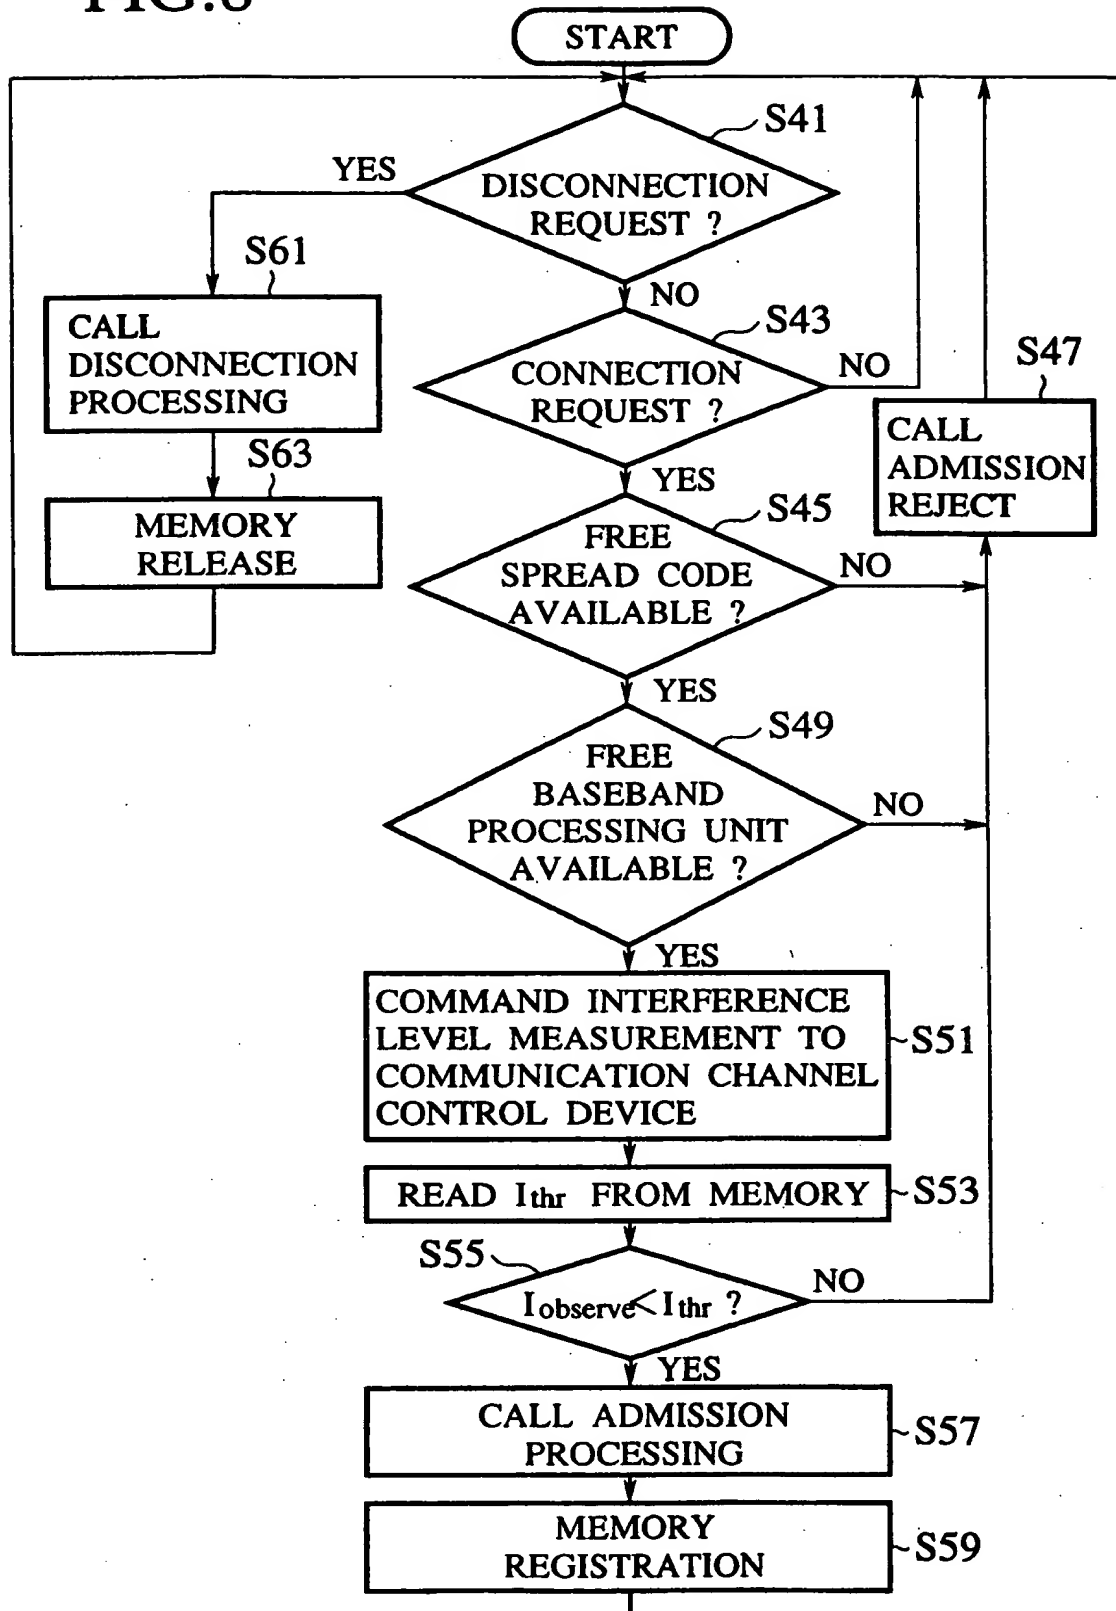 START
S41
YES
DISCONNECTION
REQUEST ?
S61
NO
S43
CALL
DISCONNECTION
PROCESSING
CONNECTION
REQUEST ?
NO
S47
CALL
ADMISSION
REJECT
S63
YES
S45
MEMORY
RELEASE
FREE
SPREAD CODE
AVAILABLE ?
NO
YES
S49
FREE
BASEBAND
PROCESSING UNIT
AVAILABLE ?
NO
YES
COMMAND INTERFERENCE
LEVEL MEASUREMENT TO
COMMUNICATION CHANNEL
CONTROL DEVICE
S51
READ Ithr FROM MEMORY
S53
S55
Iobserve<Ithr ?
NO
YES
CALL ADMISSION
PROCESSING
S57
MEMORY
REGISTRATION
S59